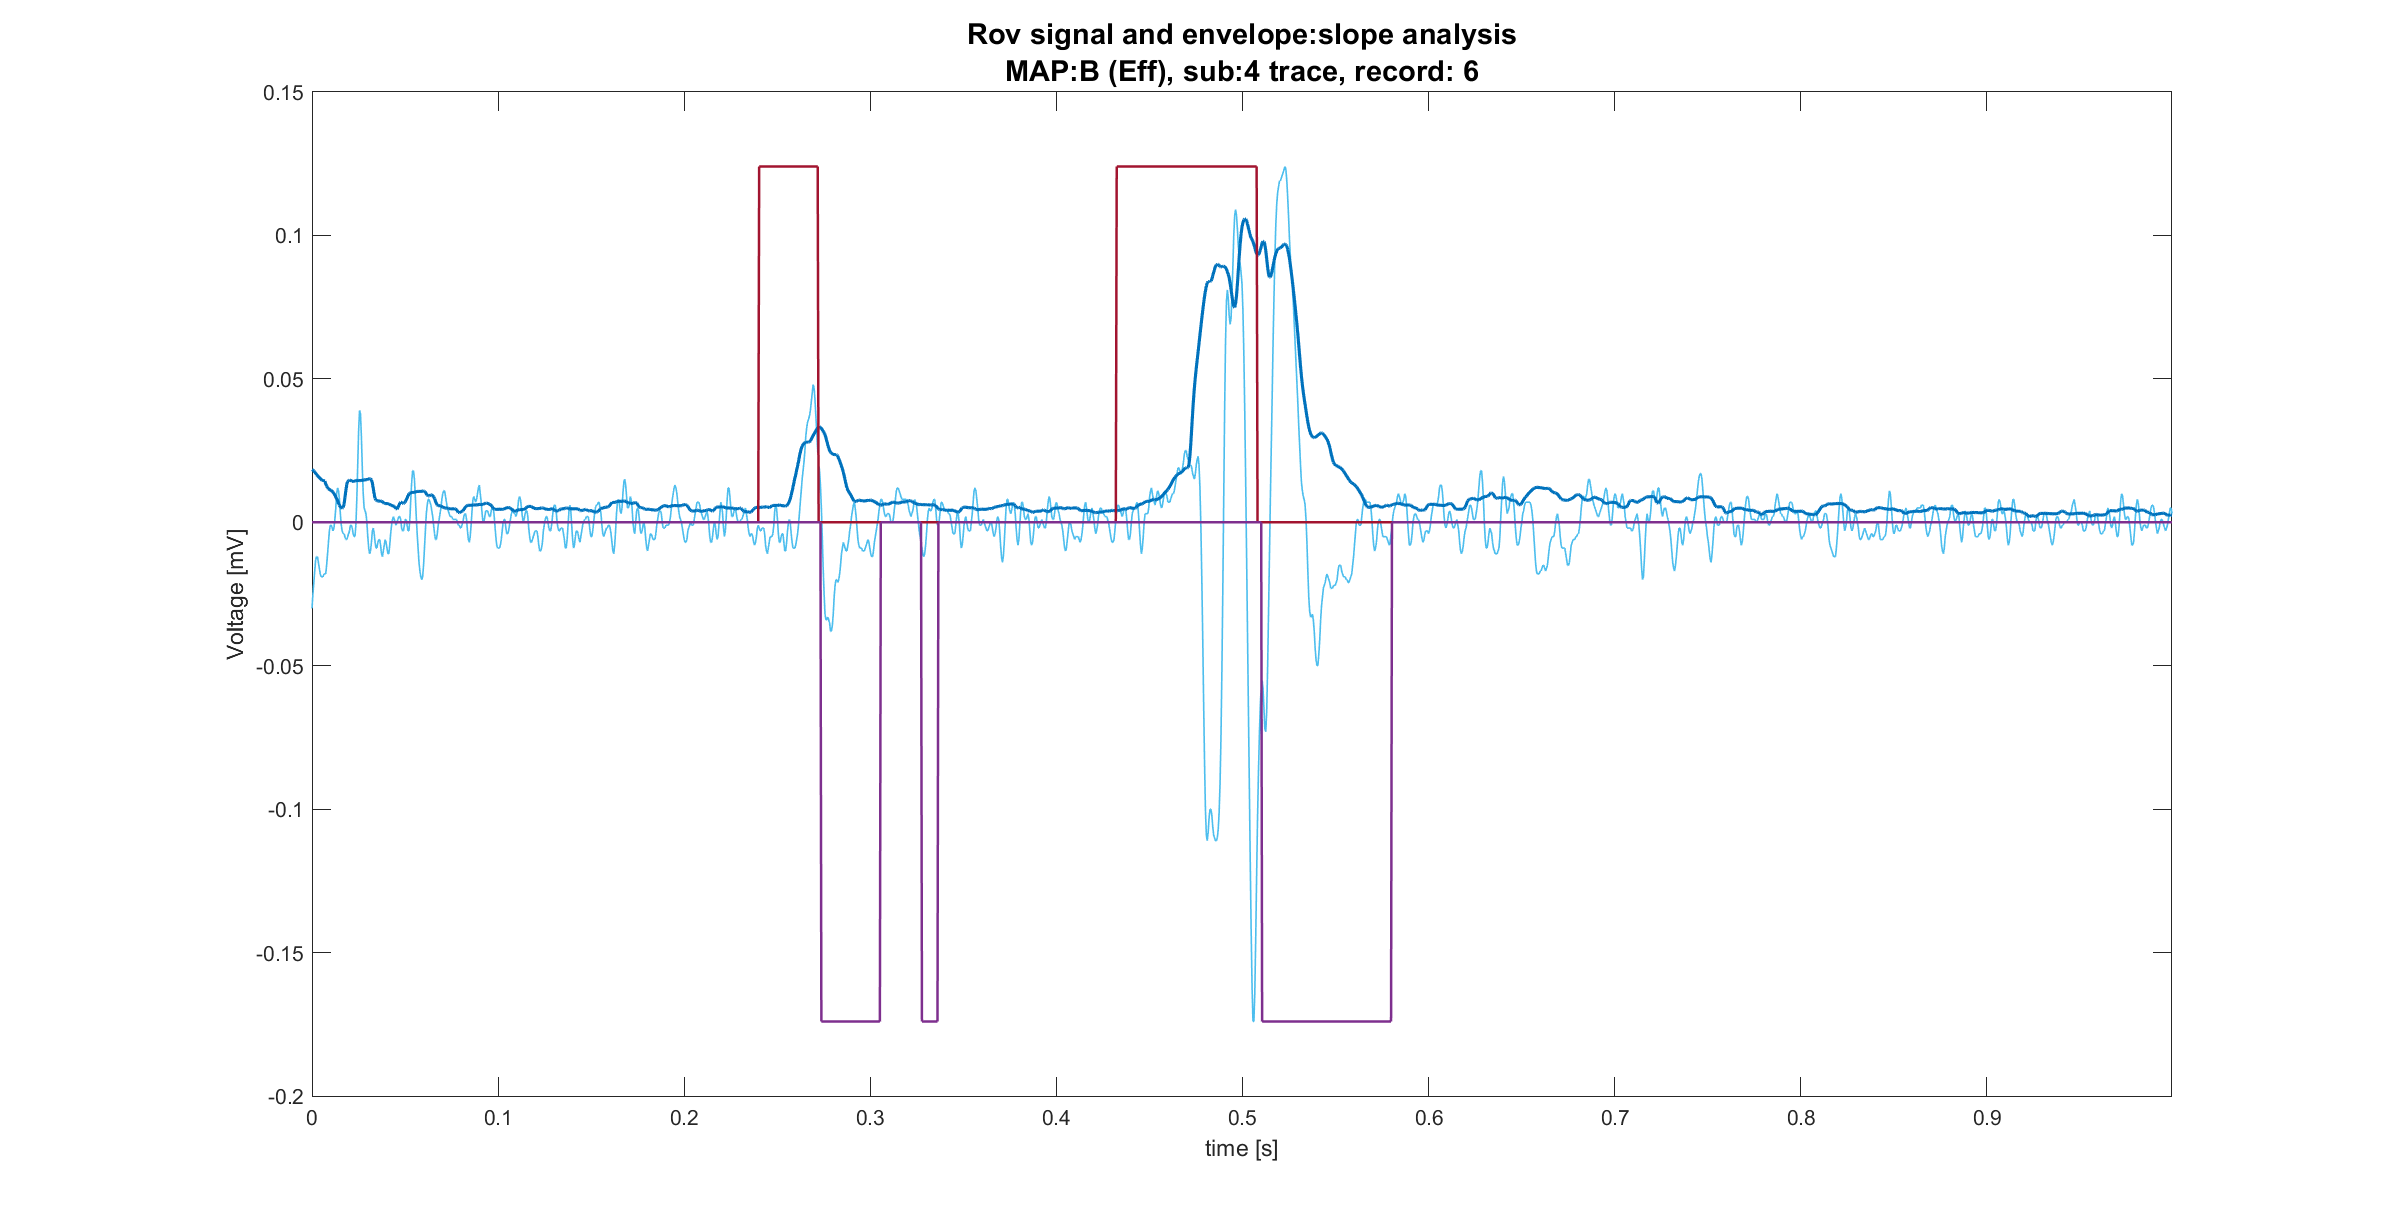 Rov signal and envelope:slope analysis
MAP:B (Eff), sub:4 trace, record: 6
0.15
0.1
0.05
0
-0.05
-0.1
-0.15
-0.2
Voltage [mV]
0 0.1 0.2 0.3 0.4 0.5 0.6 0.7 0.8 0.9
time [s]